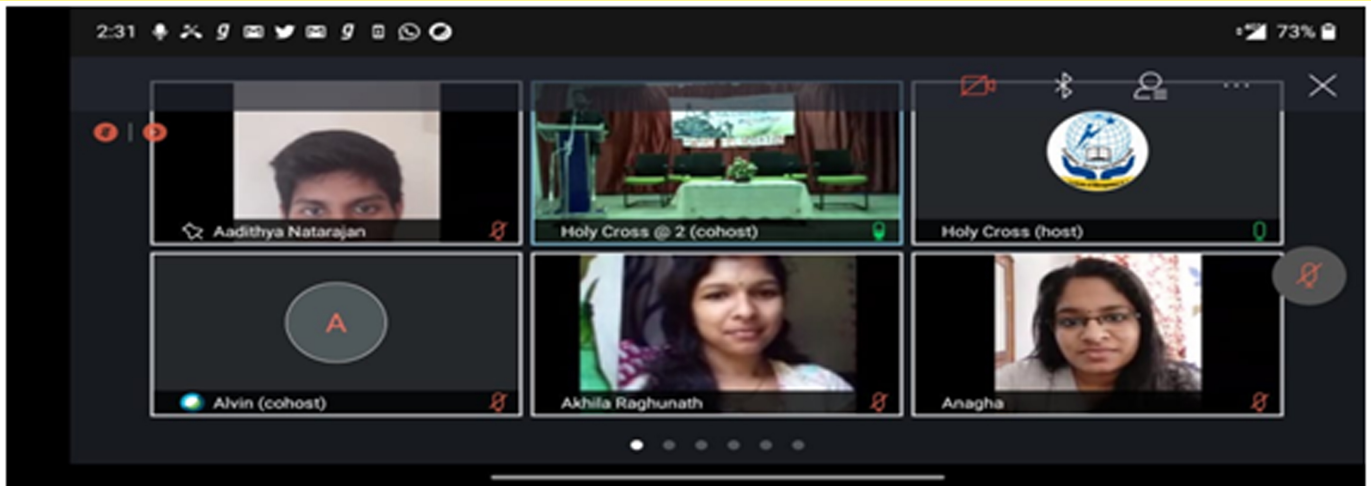 2:31
73%
Aadithya Natarajan
Holy Cross @ 2 (cohost)
Holy Cross (host)
A
Alvin (cohost)
Akhila Raghunath
Anagha